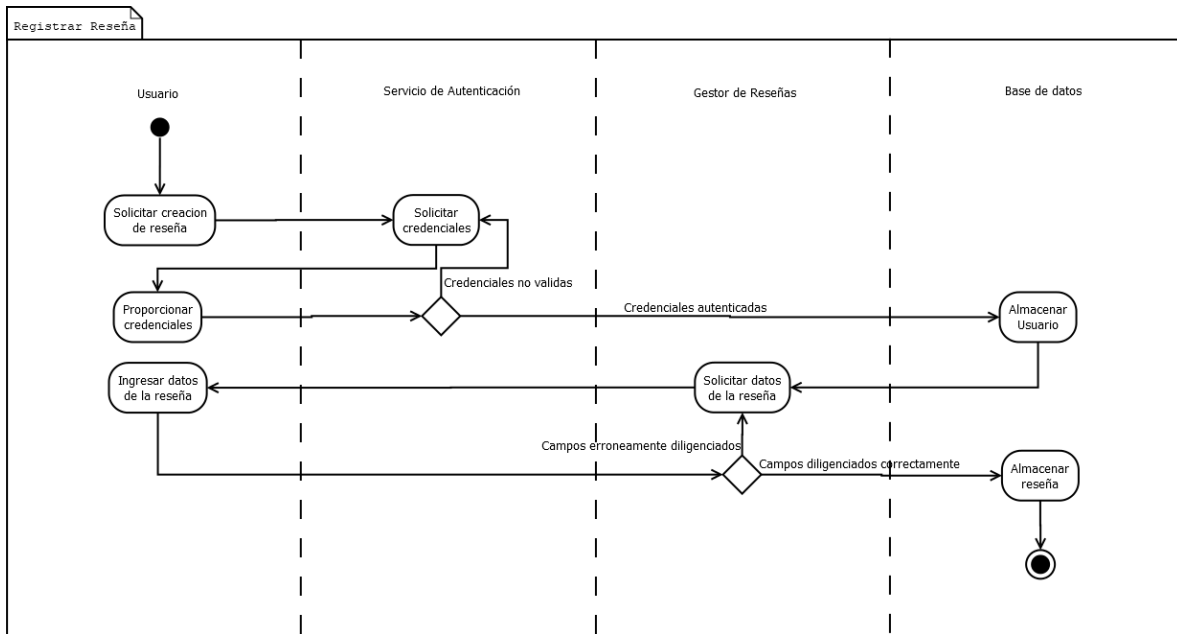 Registrar Reseña
Usuario
Servicio de Autenticación
Gestor de Reseñas
Base de datos
Solicitar creacion
de reseña
Solicitar
credenciales
Credenciales no validas
Proporcionar
credenciales
Credenciales autenticadas
Almacenar
Usuario
Ingresar datos
de la reseña
Solicitar datos
de la reseña
Campos erroneamente diligenciados
Campos diligenciados correctamente
Almacenar
reseña